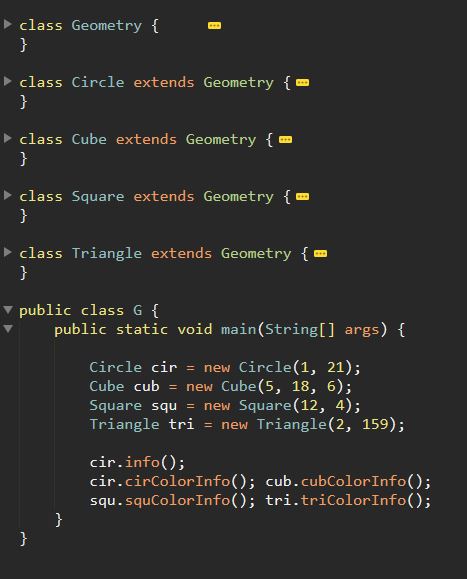 class Geometry {
}
class Circle extends Geometry {
}
class Cube extends Geometry {
}
class Square extends Geometry {
}
class Triangle extends Geometry {
}
public class G {
public static void main(String[] args) {
Circle cir = new Circle(1, 21);
Cube cub = new Cube(5, 18, 6);
Square squ = new Square(12, 4);
Triangle tri = new Triangle(2, 159);
cir.info();
cir.cirColorInfo(); cub.cubColorInfo();
squ.squColorInfo(); tri.triColorInfo();
}
}